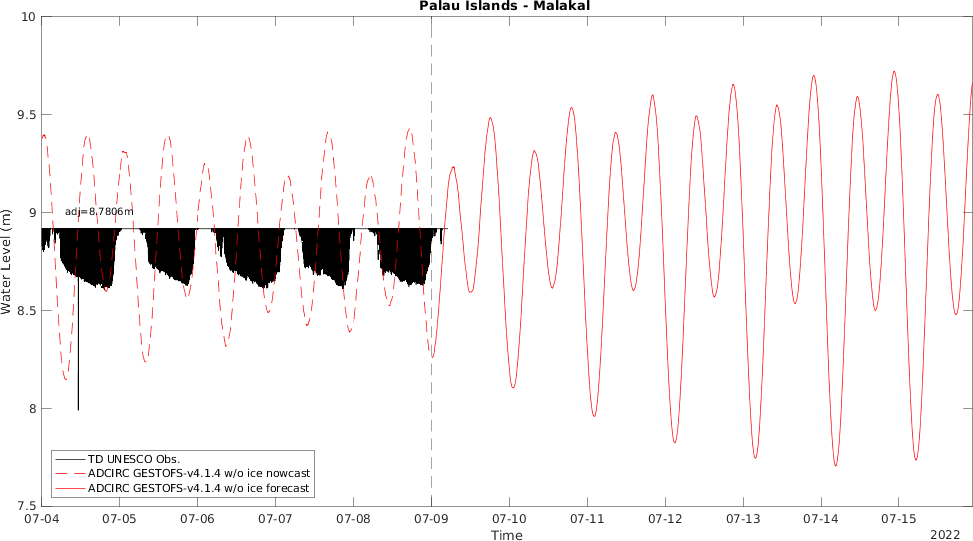 Palau Islands - Malakal
10
9.5
9
8.5
8
7.5
Water Level (m)
adj=8.7806m
TD UNESCO Obs.
ADCIRC GESTOFS-v4.1.4 w/o ice nowcast
ADCIRC GESTOFS-v4.1.4 w/o ice forecast
07-04 07-05 07-06 07-07 07-08 07-09 07-10 07-11 07-12 07-13 07-14 07-15
Time
2022